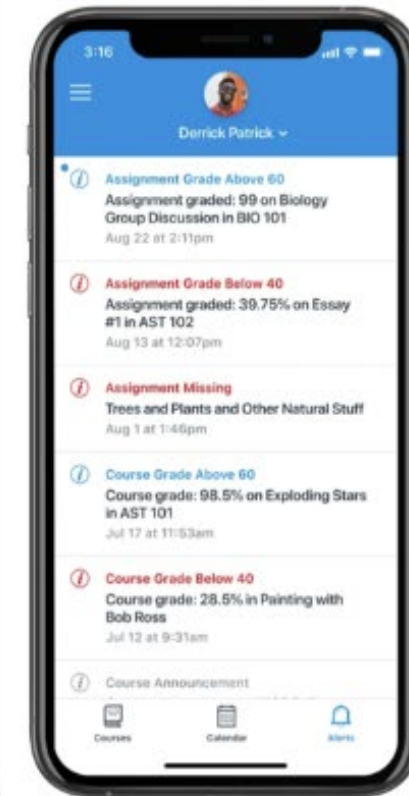 3:16
Derrick Patrick
Assignment Grade Above 60
Assignment graded: 99 on Biology
Group Discussion in BIO 101
Aug 22 at 2:11pm
Assignment Grade Below 40
Assignment graded: 39.75% on Essay
#1 in AST 102
Aug 13 at 12:07pm
Assignment Missing
Trees and Plants and Other Natural Stuff
Aug 1 at 1:46pm
Course Grade Above 60
Course grade: 98.5% on Exploding Stars
in AST 101
Jul 17 at 11:53am
Course Grade Below 40
Course grade: 28.5% in Painting with
Bob Ross
Jul 12 at 9:31am
Course Announcement
Courses
Calendar
Alerts